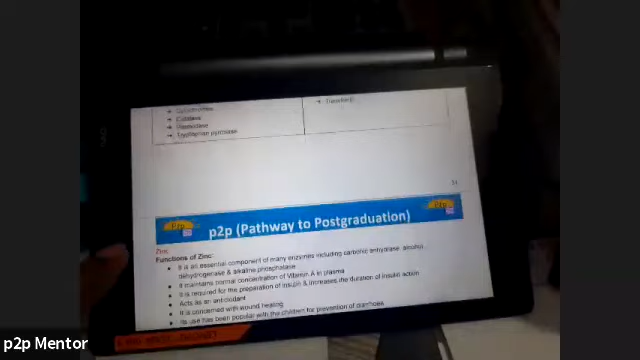 → Catalase
→ Peroxidase
→ Tryptophan pyrrolase
→ Transferrin
51
p2p (Pathway to Postgraduation)
Zinc
Functions of Zinc:
• It is an essential component of many enzymes including carbonic anhydrase, alcohol
dehydrogenase & alkaline phosphatase
• It maintains normal concentration of Vitamin A in plasma
• It is required for the preparation of insulin & increases the duration of insulin action
• Acts as an antioxidant
• It is concerned with wound healing
• Its use has been popular with the children for prevention of diarrhoea
p2p Mentor